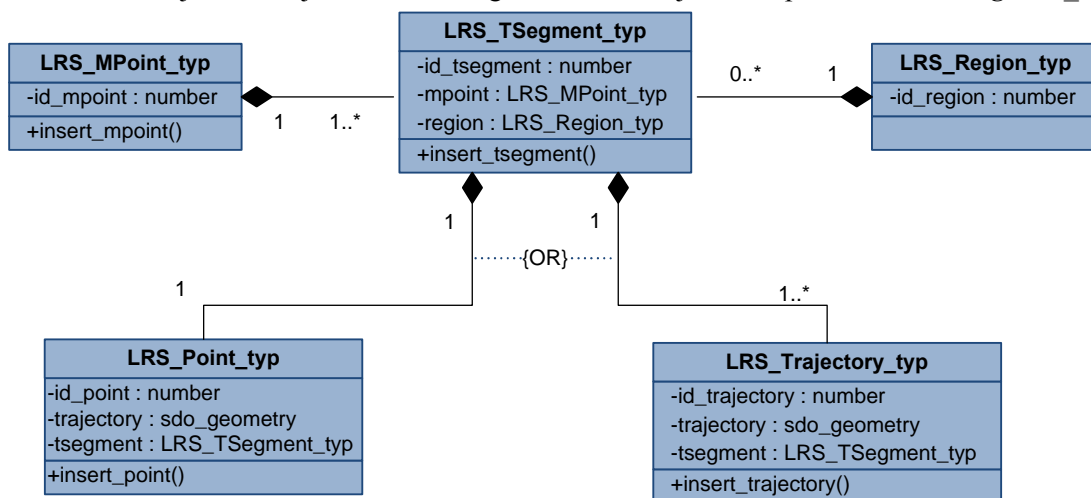 LRS_TSegment_typ
-id_tsegment : number
-mpoint : LRS_MPoint_typ
-region : LRS_Region_typ
+insert_tsegment()
LRS_MPoint_typ
-id_mpoint : number
+insert_mpoint()
1
1..*
0..*
1
LRS_Region_typ
-id_region : number
1
1
{OR}
1
1..*
LRS_Point_typ
-id_point : number
-trajectory : sdo_geometry
-tsegment : LRS_TSegment_typ
+insert_point()
LRS_Trajectory_typ
-id_trajectory : number
-trajectory : sdo_geometry
-tsegment : LRS_TSegment_typ
+insert_trajectory()